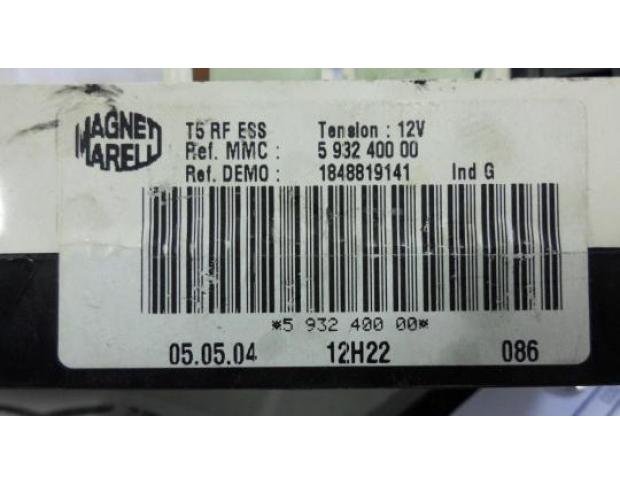 MAGNETI
MARELLI
T5 RF ESS Tension : 12V
Ref. MMC : 5 932 400 00
Ref. DEMO : 1848819141 Ind G
*5 932 400 00*
05.05.04 12H22 086